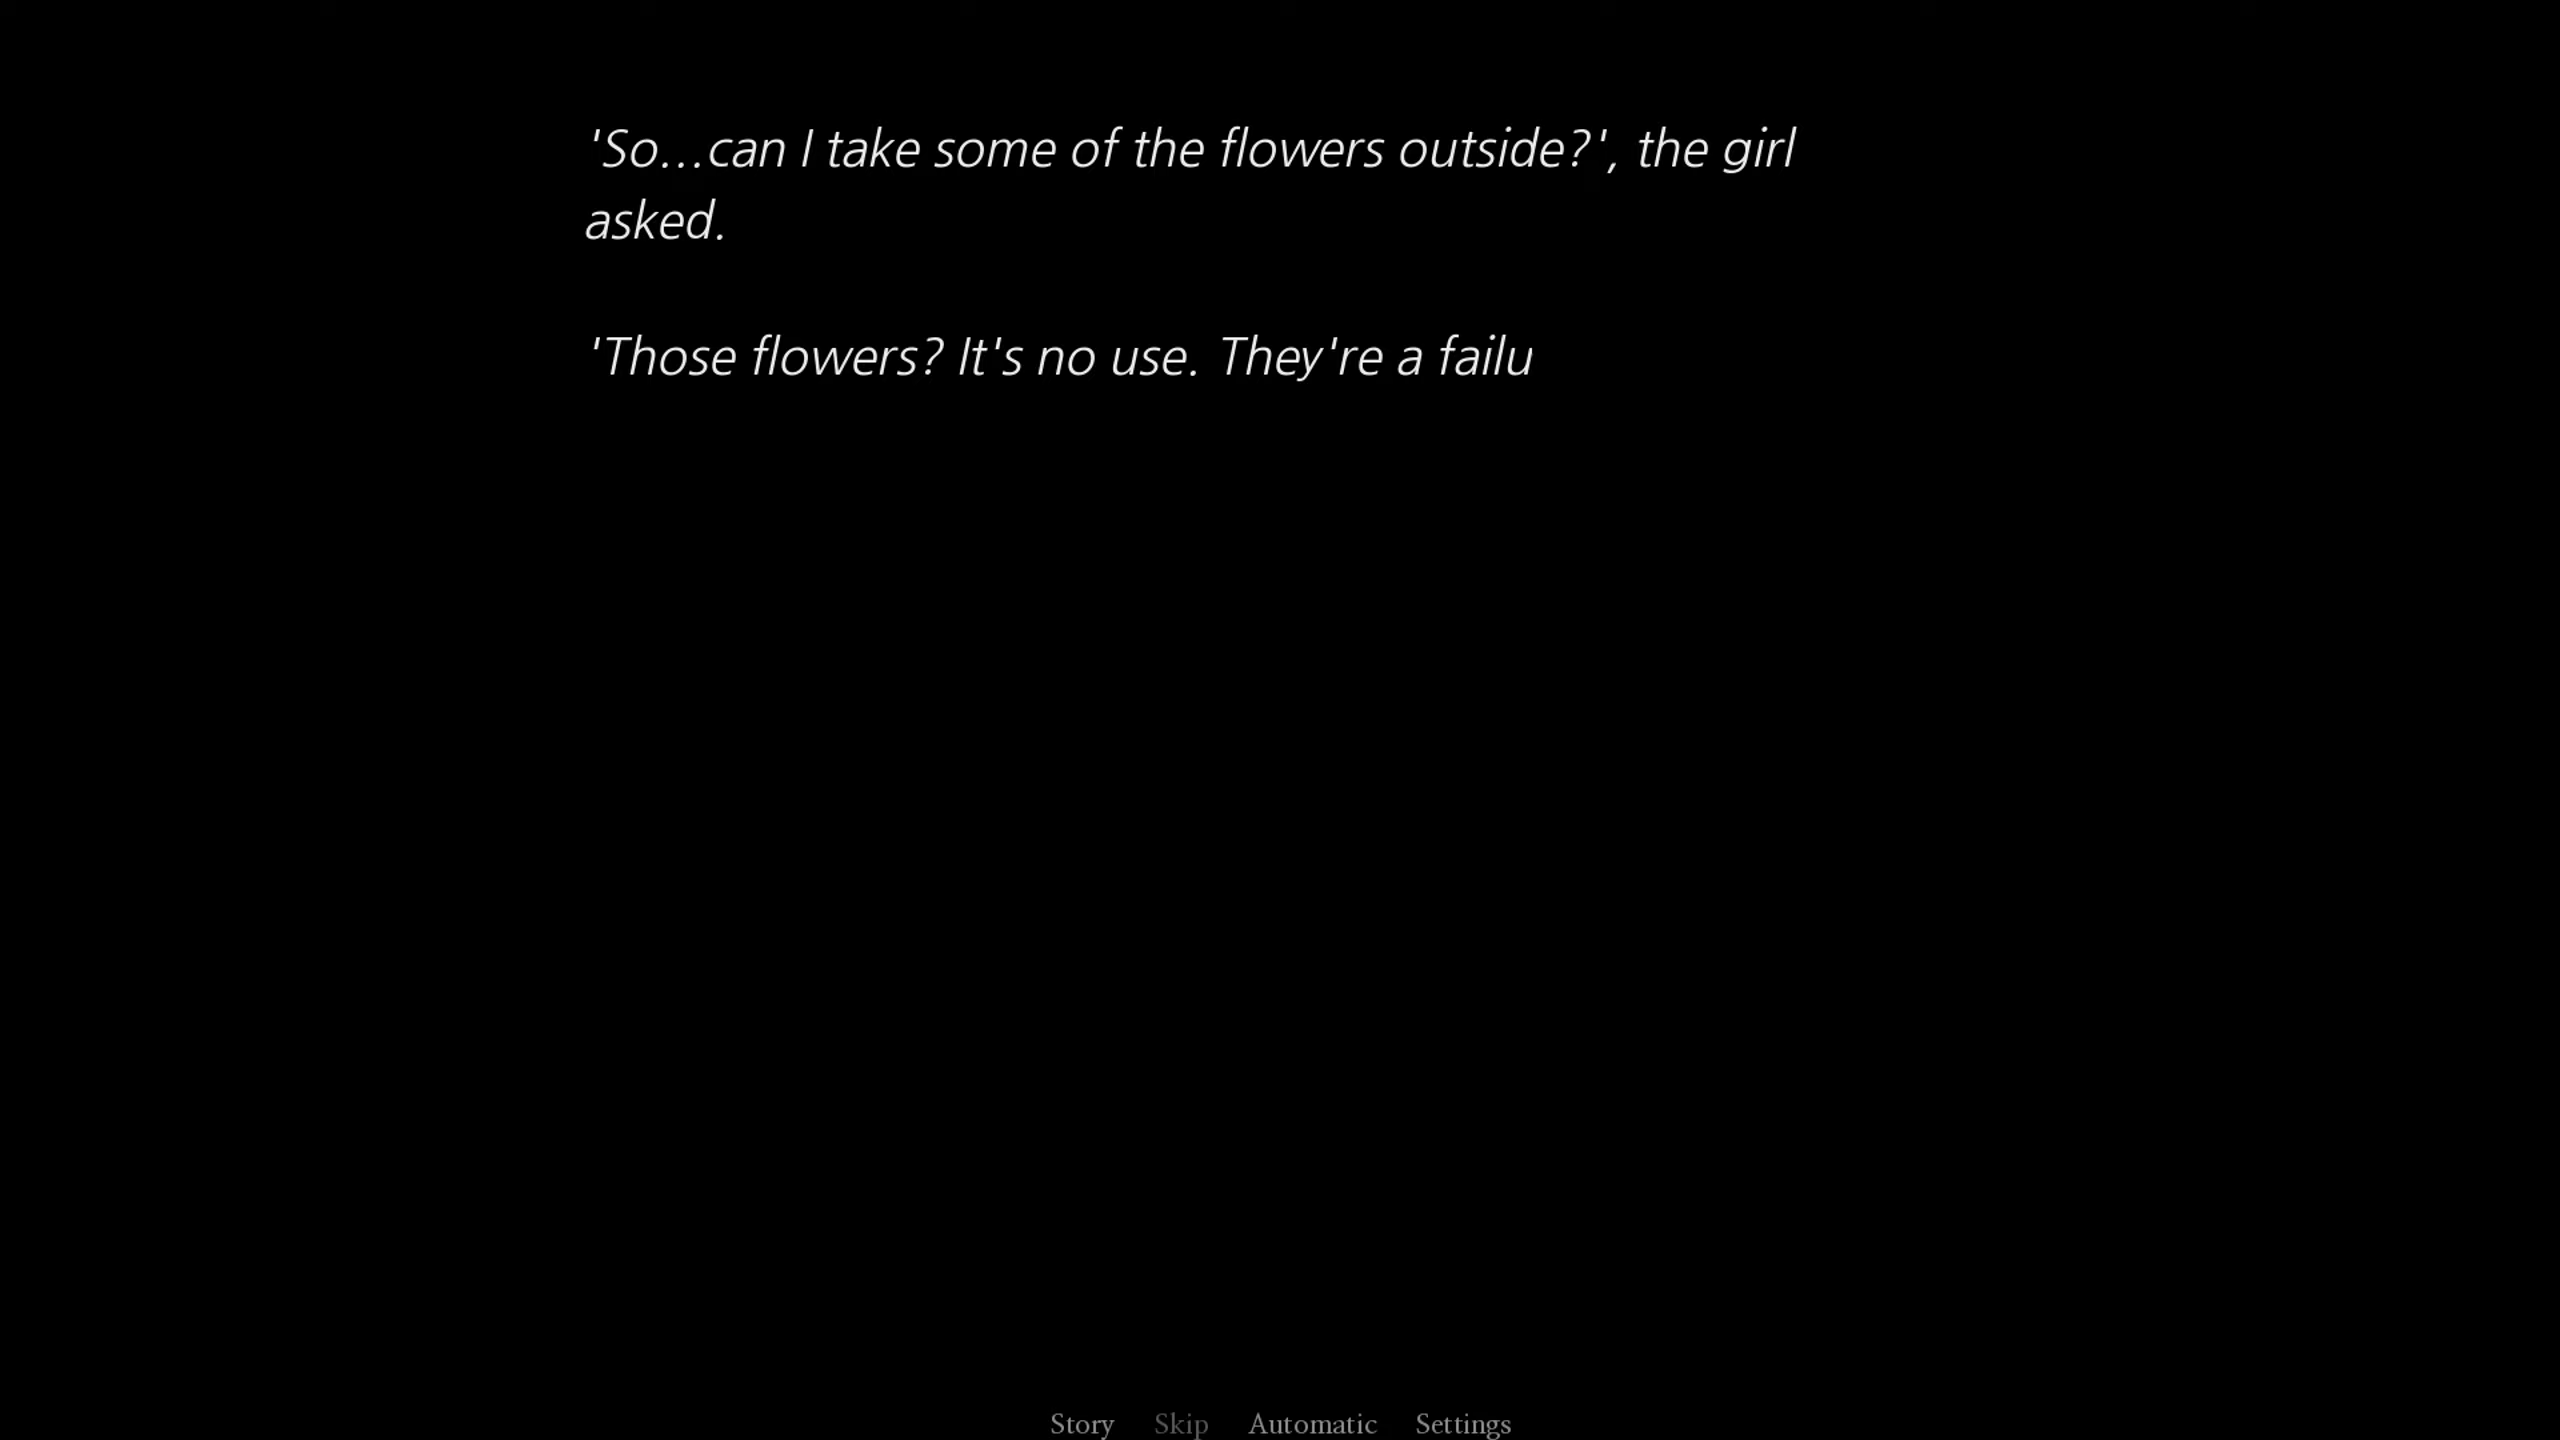 'So...can I take some of the flowers outside?', the girl
asked.
'Those flowers? It's no use. They're a failu
Story Skip Automatic Settings